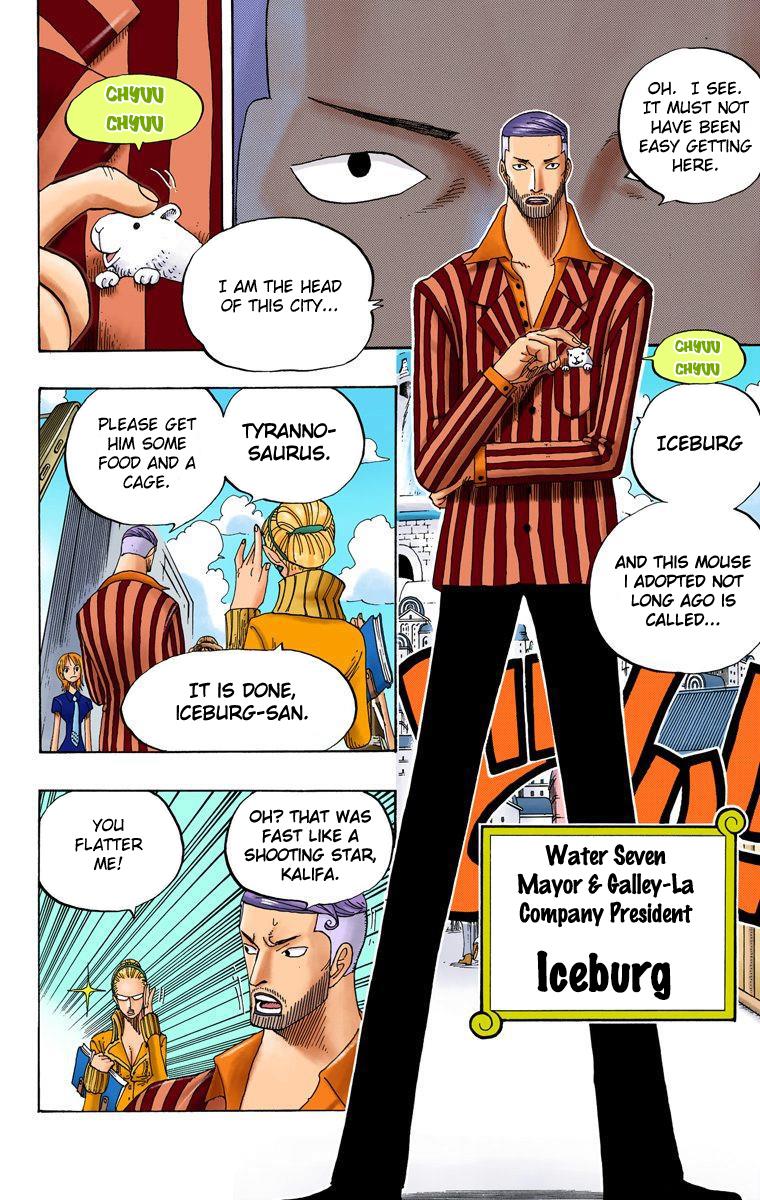 OH. I SEE.
IT MUST NOT
HAVE BEEN
EASY GETTING
HERE.
CHYUU
CHYUU
I AM THE HEAD
OF THIS CITY...
CHYUU
CHYUU
ICEBURG
AND THIS MOUSE
I ADOPTED NOT
LONG AGO IS
CALLED...
Water Seven
Mayor & Galley-La
Company President
Iceburg
TYRANNO-
SAURUS.
PLEASE GET
HIM SOME
FOOD AND A
CAGE.
IT IS DONE,
ICEBURG-SAN.
OH? THAT WAS
FAST LIKE A
SHOOTING STAR,
KALIFA.
YOU
FLATTER
ME!